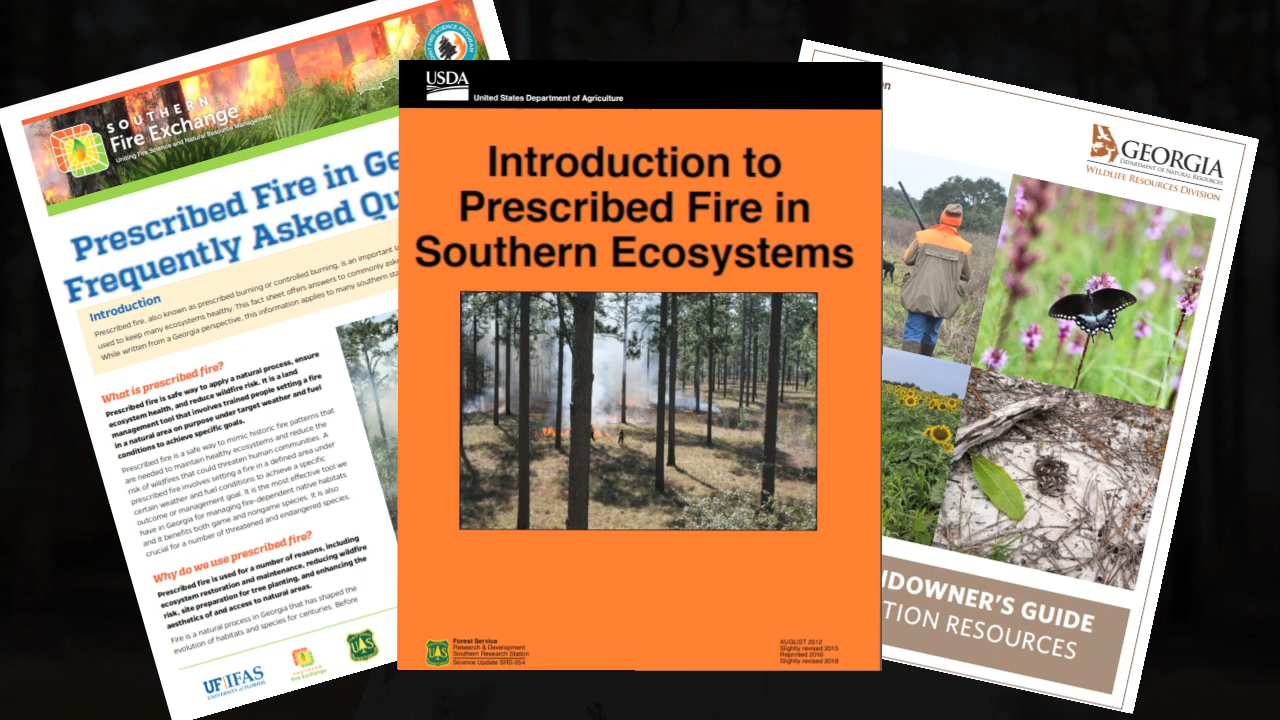 SOUTHERN
Fire Exchange
Uniting Fire Science and Natural Resource Management
FIRE SCIENCE PROGRAM
Prescribed Fire in Ge
Frequently Asked Qu
Introduction
Prescribed fire, also known as prescribed burning or controlled burning, is an important
used to keep many ecosystems healthy. This fact sheet offers answers to commonly
While written from a Georgia perspective, this information applies to many southern
What is prescribed fire?
Prescribed fire is safe way to apply a natural process, ensure
ecosystem health, and reduce wildfire risk. It is a land
management tool that involves trained people setting a fire
in a natural area on purpose under target weather and fuel
conditions to achieve specific goals.
Prescribed fire is a safe way to mimic historic fire patterns that
are needed to maintain healthy ecosystems and reduce the
risk of wildfires that could threaten human communities. A
prescribed fire involves setting a fire in a defined area under
certain weather and fuel conditions to achieve a specific
outcome or management goal. It is the most effective tool we
have in Georgia for managing fire-dependent native habitats
and it benefits both game and nongame species. It is also
crucial for a number of threatened and endangered species.
Why do we use prescribed fire?
Prescribed fire is used for a number of reasons, including
ecosystem restoration and maintenance, reducing wildfire
risk, site preparation for tree planting, and enhancing the
aesthetics of and access to natural areas.
Fire is a natural process in Georgia that has shaped the
evolution of habitats and species for centuries. Before
UF|IFAS
UNIVERSITY of FLORIDA
SOUTHERN
Fire Exchange
UAS
USDA
United States Department of Agriculture
Introduction to
Prescribed Fire in
Southern Ecosystems
UAS
Forest Service
Research & Development
Southern Research Station
Science Update SRS-054
AUGUST 2012
Slightly revised 2015
Reprinted 2016
Slightly revised 2018
GEORGIA
DEPARTMENT OF NATURAL RESOURCES
WILDLIFE RESOURCES DIVISION
NDOWNER'S GUIDE
TION RESOURCES